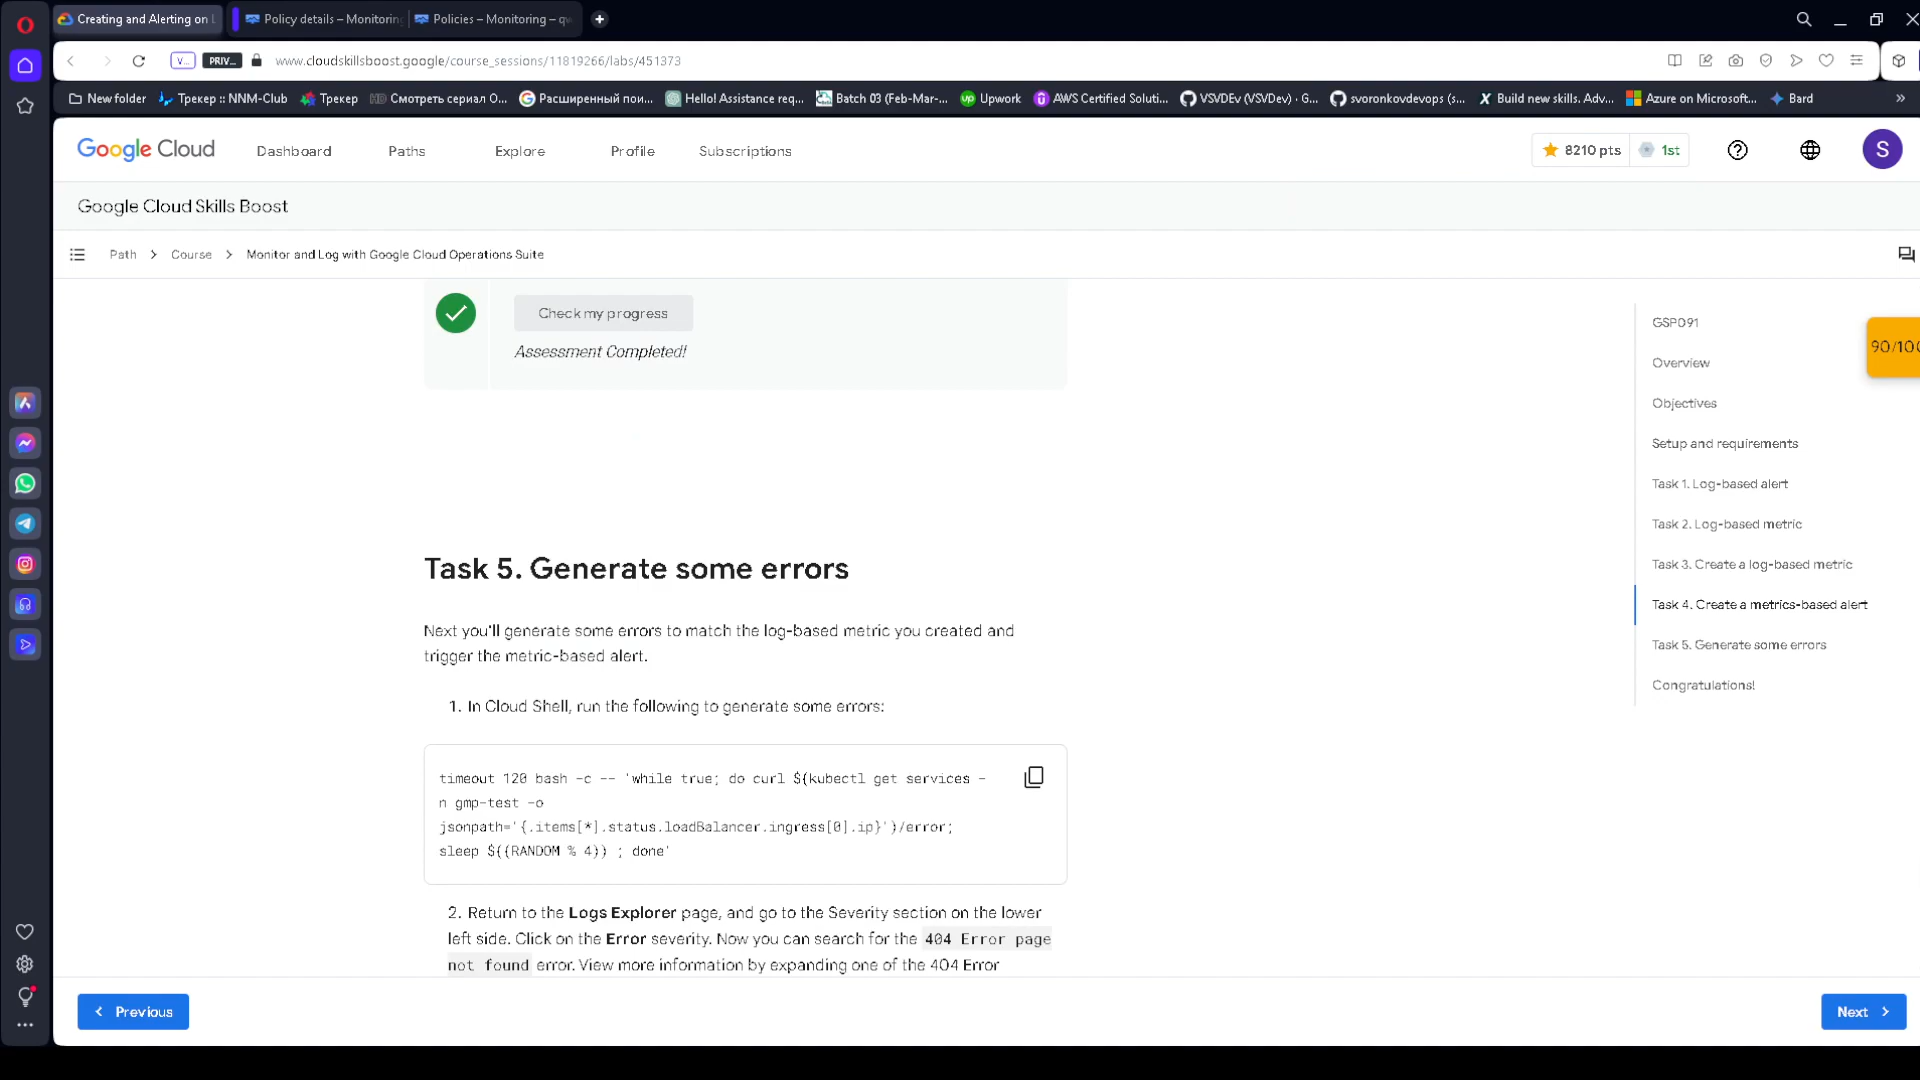 Creating and Alerting on L
Policy details – Monitoring
Policies – Monitoring – qw
V...
PRIV...
www.cloudskillsboost.google/course_sessions/11819266/labs/451373
New folder
Трекер :: NNM-Club
Трекер
HD Смотреть сериал О...
Расширенный пои...
Hello! Assistance req...
Batch 03 (Feb-Mar-...
Upwork
AWS Certified Soluti...
VSVDEv (VSVDev) · G...
svoronkovdevops (s...
Build new skills. Adv...
Azure on Microsoft...
Bard
»
Google Cloud
Dashboard
Paths
Explore
Profile
Subscriptions
8210 pts
1st
S
Google Cloud Skills Boost
Path
Course
Monitor and Log with Google Cloud Operations Suite
Check my progress
Assessment Completed!
GSP091
90/100
Overview
Objectives
Setup and requirements
Task 1. Log-based alert
Task 2. Log-based metric
Task 3. Create a log-based metric
Task 4. Create a metrics-based alert
Task 5. Generate some errors
Congratulations!
Task 5. Generate some errors
Next you'll generate some errors to match the log-based metric you created and
trigger the metric-based alert.
1. In Cloud Shell, run the following to generate some errors:
timeout 120 bash -c -- 'while true; do curl $(kubectl get services -
n gmp-test -o
jsonpath='{.items[*].status.loadBalancer.ingress[0].ip}')/error;
sleep $((RANDOM % 4)) ; done'
2. Return to the Logs Explorer page, and go to the Severity section on the lower
left side. Click on the Error severity. Now you can search for the 404 Error page
not found error. View more information by expanding one of the 404 Error
Previous
Next